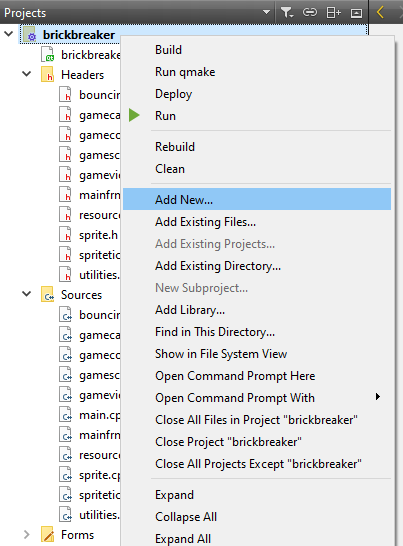 Projects
brickbreaker
brickbreake
Headers
bouncin
gameca
gameco
gamesc
gamevie
mainfrn
resource
sprite.h
spritetic
utilities.
Sources
bouncin
gameca
gameco
gamesc
gamevie
main.cp
mainfrn
resource
sprite.cp
spritetic
utilities.
Forms
Build
Run qmake
Deploy
Run
Rebuild
Clean
Add New...
Add Existing Files...
Add Existing Projects...
Add Existing Directory...
New Subproject...
Add Library...
Find in This Directory...
Show in File System View
Open Command Prompt Here
Open Command Prompt With
Close All Files in Project "brickbreaker"
Close Project "brickbreaker"
Close All Projects Except "brickbreaker"
Expand
Collapse All
Expand All